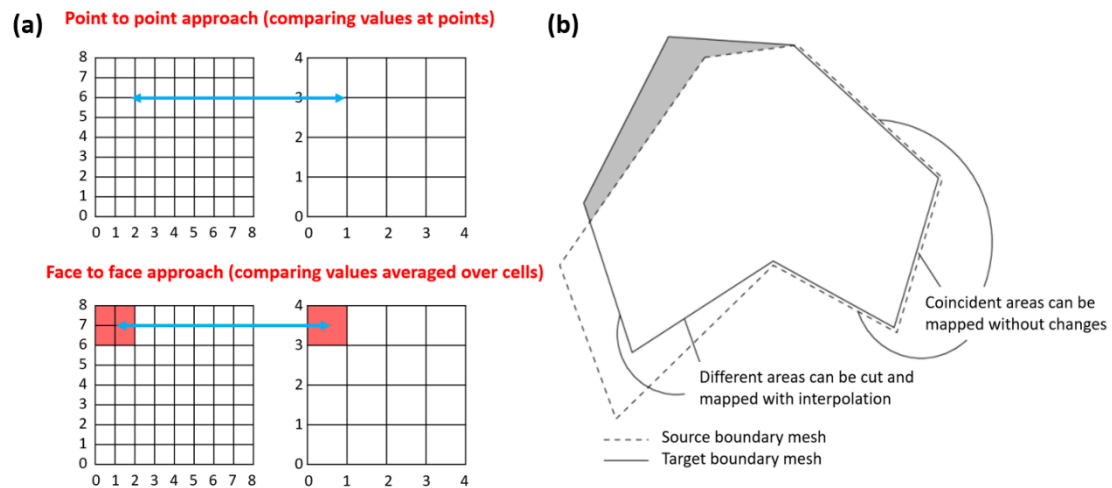 (a)
Point to point approach (comparing values at points)
8
7
6
5
4
3
2
1
0
0 1 2 3 4 5 6 7 8
4
3
2
1
0
0 1 2 3 4
Face to face approach (comparing values averaged over cells)
8
7
6
5
4
3
2
1
0
0 1 2 3 4 5 6 7 8
4
3
2
1
0
0 1 2 3 4
(b)
Coincident areas can be
mapped without changes
Different areas can be cut and
mapped with interpolation
Source boundary mesh
Target boundary mesh